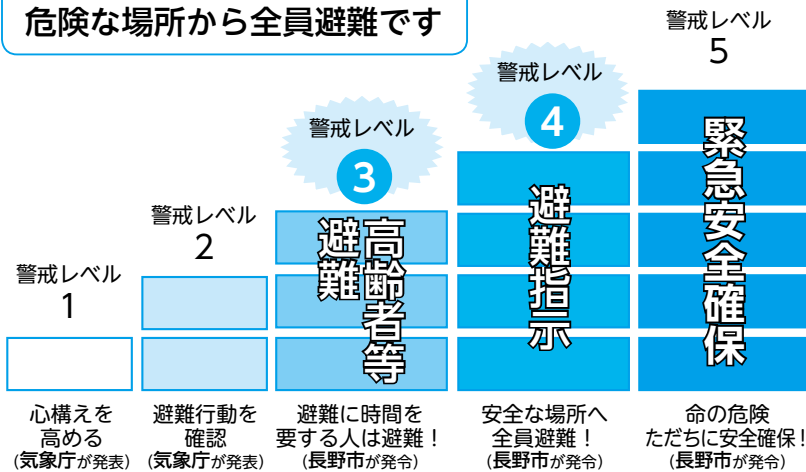 危険な場所から全員避難です
警戒レベル
1
心構えを
高める
(気象庁が発表)
警戒レベル
2
避難行動を
確認
(気象庁が発表)
警戒レベル
3
高齢者等
避難
避難に時間を
要する人は避難！
(長野市が発令)
警戒レベル
4
避難指示
安全な場所へ
全員避難！
(長野市が発令)
警戒レベル
5
緊急安全確保
命の危険
ただちに安全確保！
(長野市が発令)